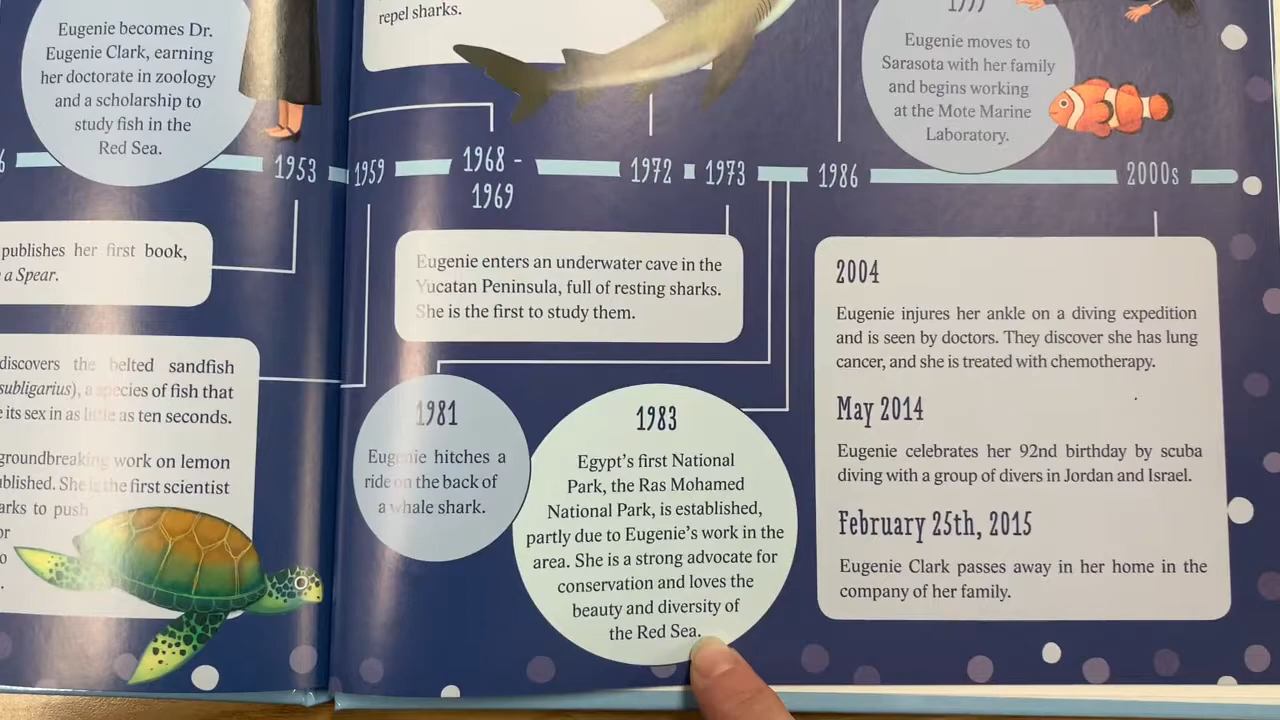 Eugenie becomes Dr.
Eugenie Clark, earning
her doctorate in zoology
and a scholarship to
study fish in the
Red Sea.
repel sharks.
Eugenie moves to
Sarasota with her family
and begins working
at the Mote Marine
Laboratory.
1953
1959
1968 -
1969
1972
1973
1986
2000s
publishes her first book,
a Spear.
discovers the belted sandfish
subligarius), a species of fish that
its sex in as little as ten seconds.
groundbreaking work on lemon
She is the first scientist
to push
Eugenie enters an underwater cave in the
Yucatan Peninsula, full of resting sharks.
She is the first to study them.
1981
Eugenie hitches a
ride on the back of
a whale shark.
1983
Egypt's first National
Park, the Ras Mohamed
National Park, is established,
partly due to Eugenie's work in the
area. She is a strong advocate for
conservation and loves the
beauty and diversity of
the Red Sea.
2004
Eugenie injures her ankle on a diving expedition
and is seen by doctors. They discover she has lung
cancer, and she is treated with chemotherapy.
May 2014
Eugenie celebrates her 92nd birthday by scuba
diving with a group of divers in Jordan and Israel.
February 25th, 2015
Eugenie Clark passes away in her home in the
company of her family.